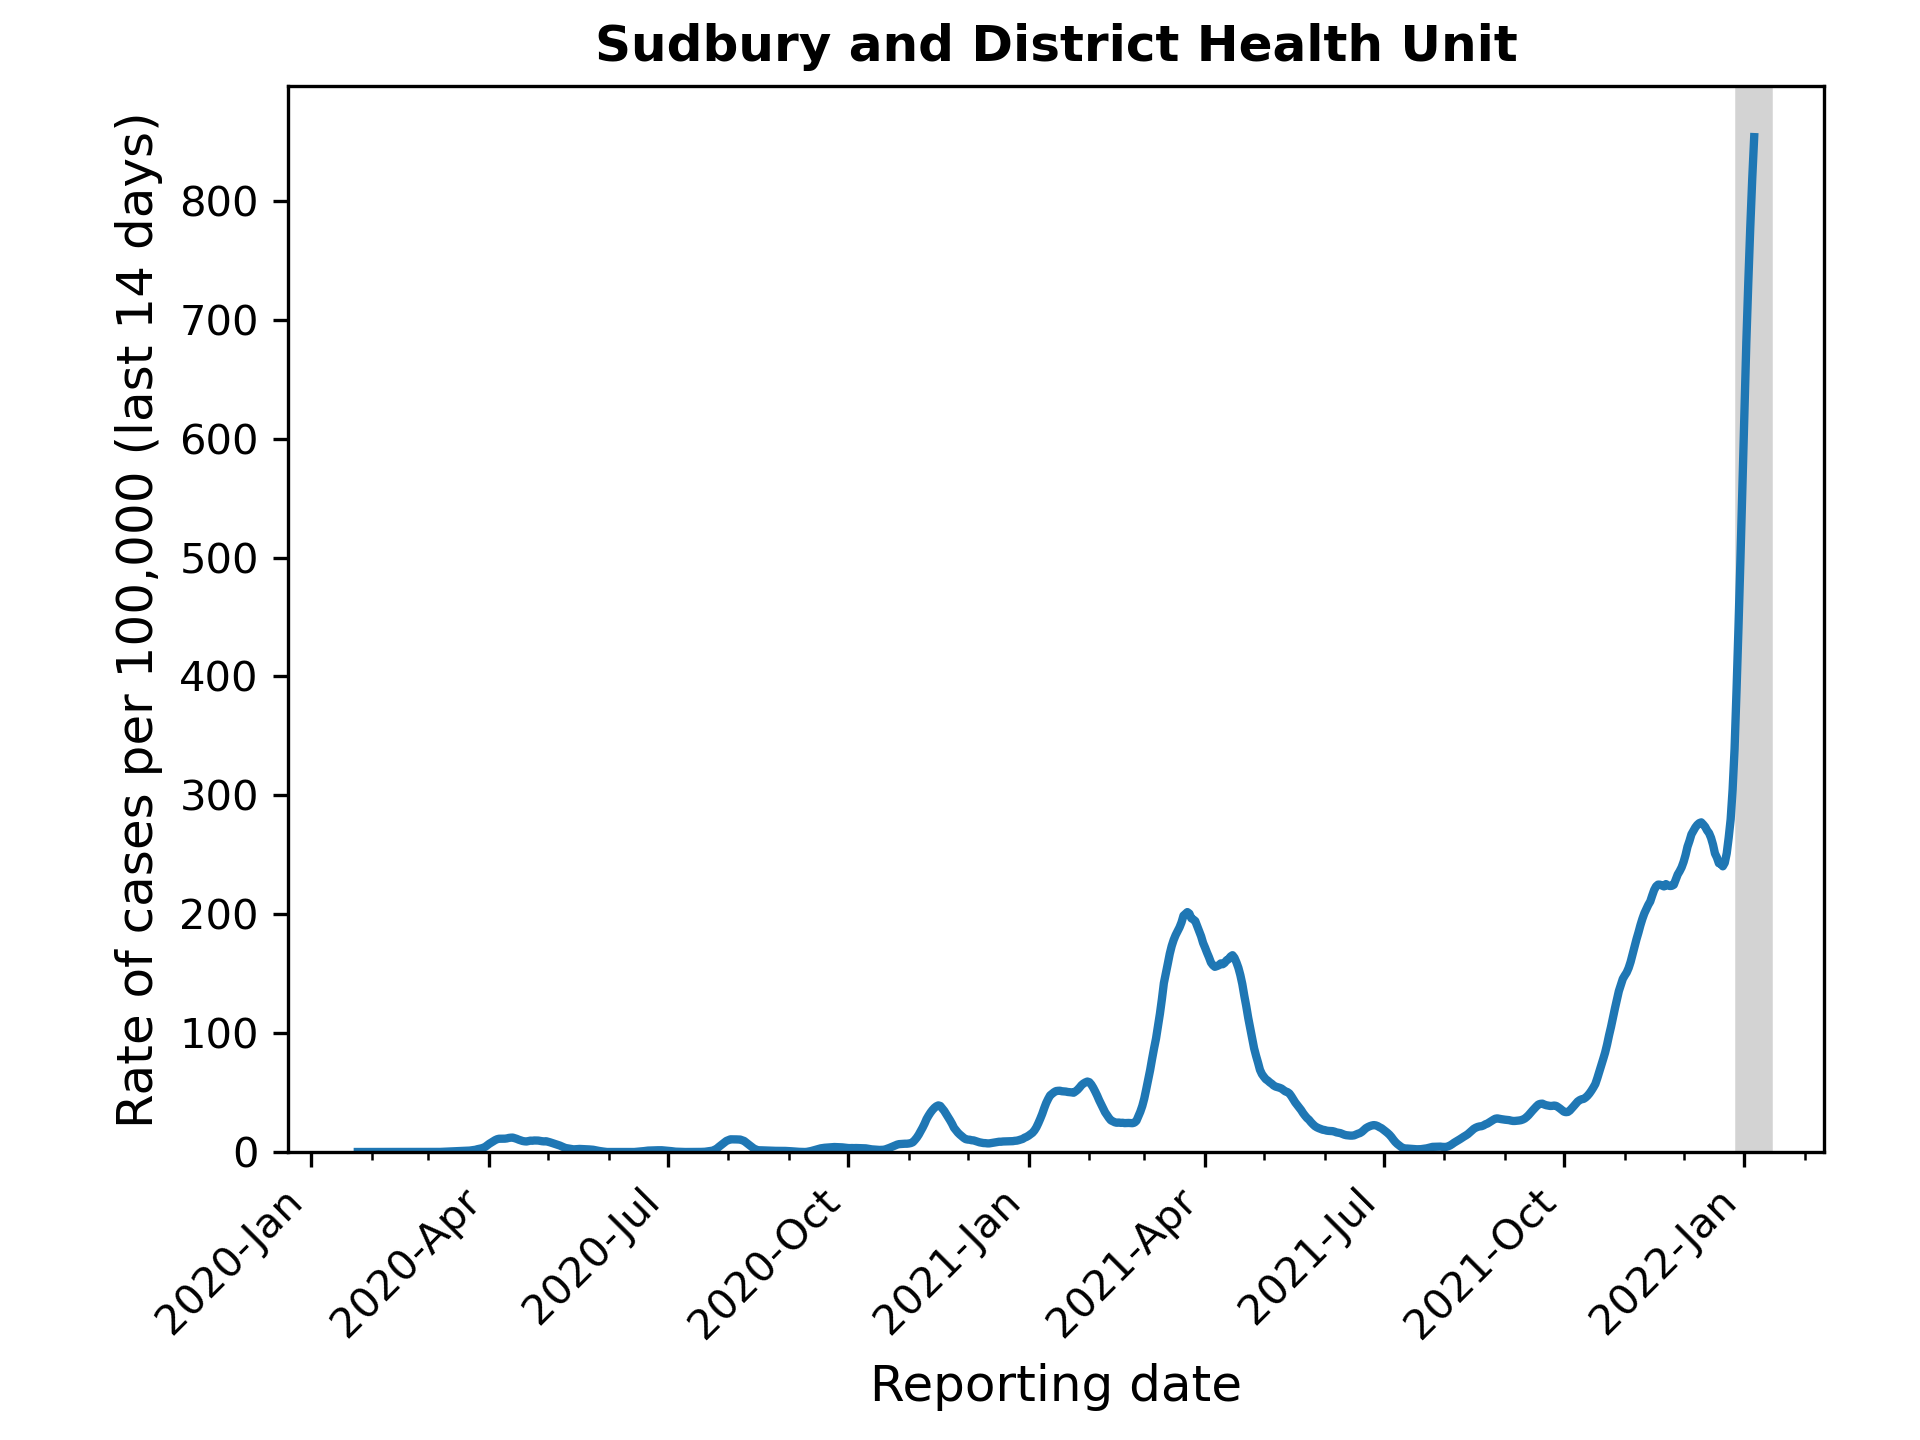 Sudbury and District Health Unit
Rate of cases per 100,000 (last 14 days)
800
700
600
500
400
300
200
100
0
2020-Jan
2020-Apr
2020-Jul
2020-Oct
2021-Jan
2021-Apr
2021-Jul
2021-Oct
2022-Jan
Reporting date